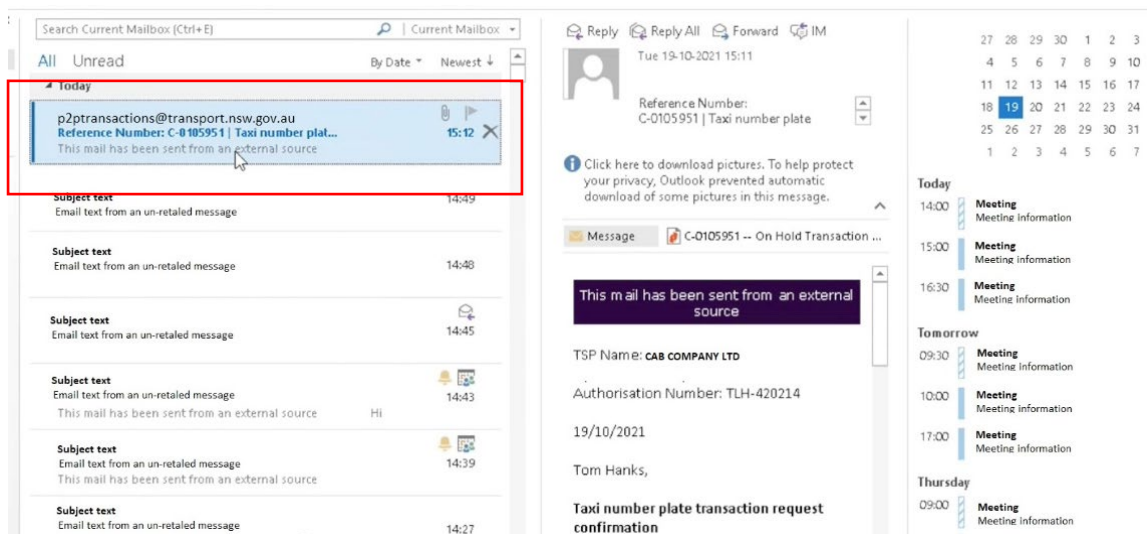 Search Current Mailbox (Ctrl+E)
Current Mailbox
All Unread
By Date Newest ↓
Today
p2ptransactions@transport.nsw.gov.au
Reference Number: C-0105951 | Taxi number plat...
15:12
This mail has been sent from an external source
Subject text
14:49
Email text from an un-retaled message
Subject text
Email text from an un-retaled message
14:48
Subject text
Email text from an un-retaled message
14:45
Subject text
Email text from an un-retaled message
14:43
This mail has been sent from an external source Hi
Subject text
Email text from an un-retaled message
14:39
This mail has been sent from an external source
Subject text
Email text from an un-retaled message
14:27
Reply Reply All Forward IM
Tue 19-10-2021 15:11
Reference Number:
C-0105951 | Taxi number plate
Click here to download pictures. To help protect
your privacy, Outlook prevented automatic
download of some pictures in this message.
Message C-0105951 -- On Hold Transaction ...
This mail has been sent from an external
source
TSP Name: CAB COMPANY LTD
Authorisation Number: TLH-420214
19/10/2021
Tom Hanks,
Taxi number plate transaction request
confirmation
27 28 29 30 1 2 3
4 5 6 7 8 9 10
11 12 13 14 15 16 17
18 19 20 21 22 23 24
25 26 27 28 29 30 31
1 2 3 4 5 6 7
Today
14:00 Meeting
Meeting information
15:00 Meeting
Meeting information
16:30 Meeting
Meeting information
Tomorrow
09:30 Meeting
Meeting information
10:00 Meeting
Meeting information
17:00 Meeting
Meeting information
Thursday
09:00 Meeting
Meeting information